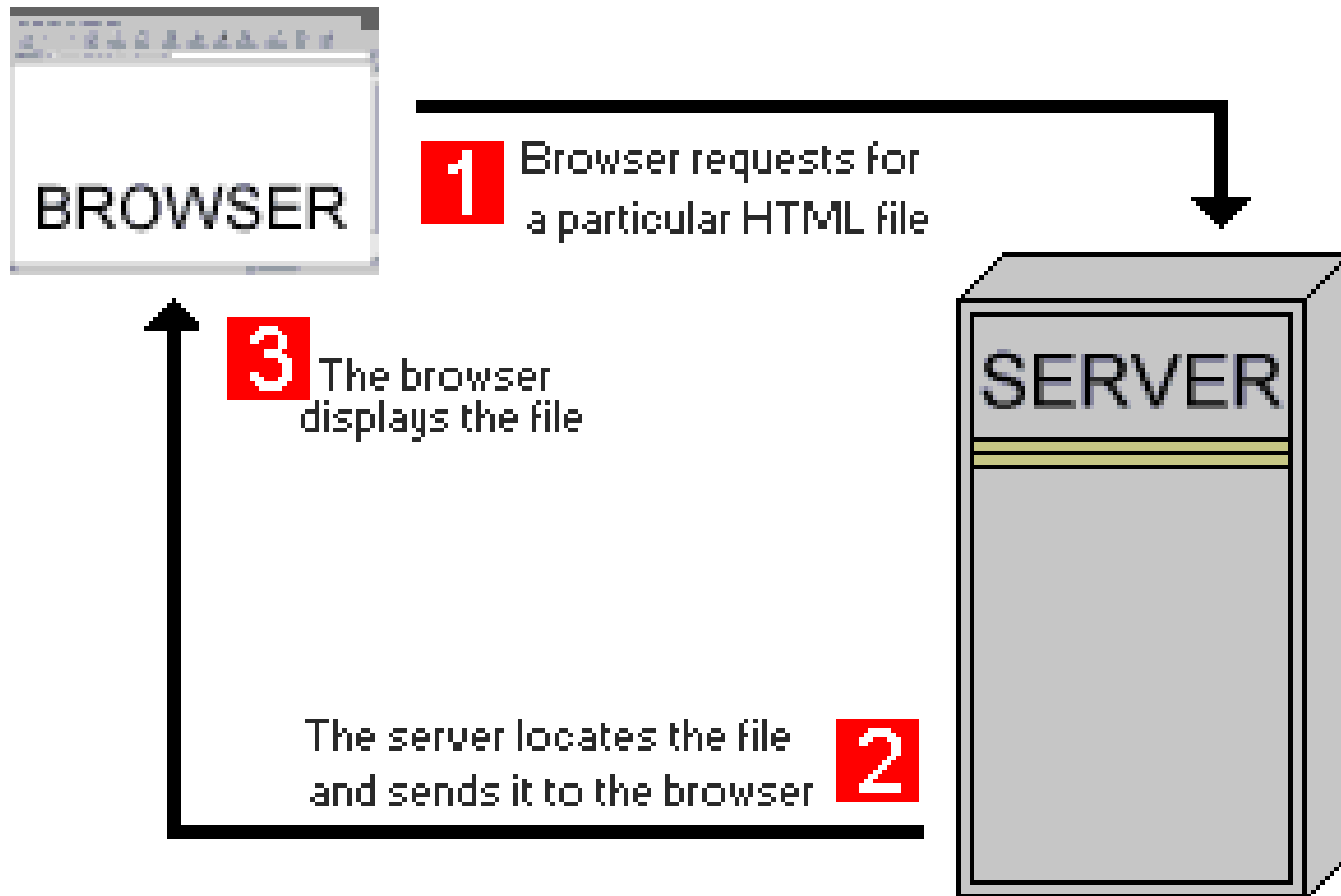 BROWSER
1
Browser requests for
a particular HTML file
SERVER
3
The browser
displays the file
The server locates the file
and sends it to the browser
2